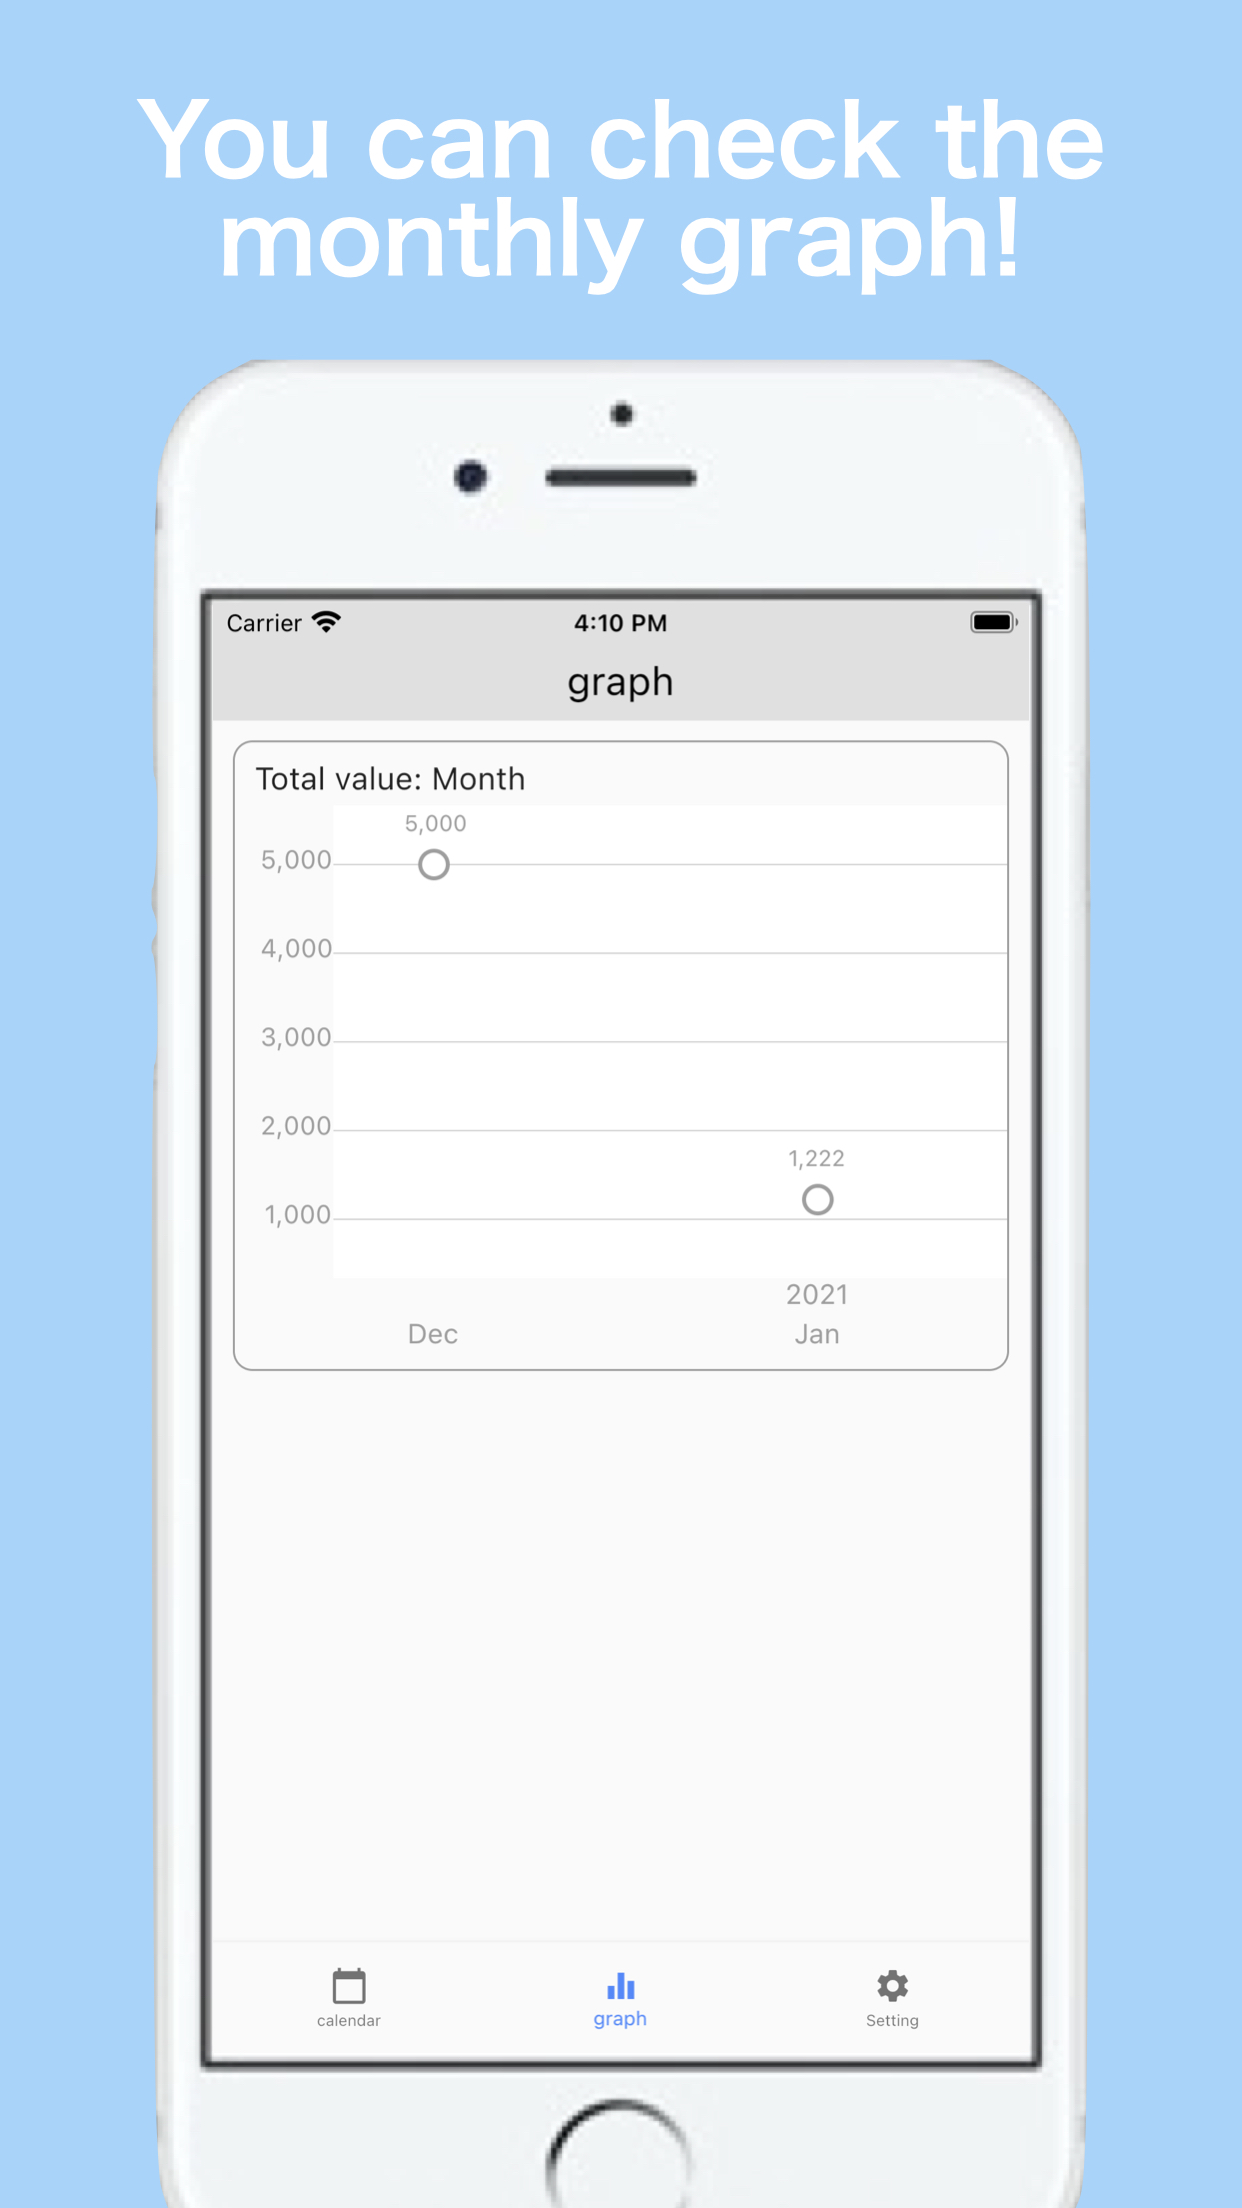 You can check the
monthly graph!
Carrier 4:10 PM
graph
Total value: Month
5,000
5,000
4,000
3,000
2,000
1,222
1,000
2021
Dec Jan
calendar graph Setting